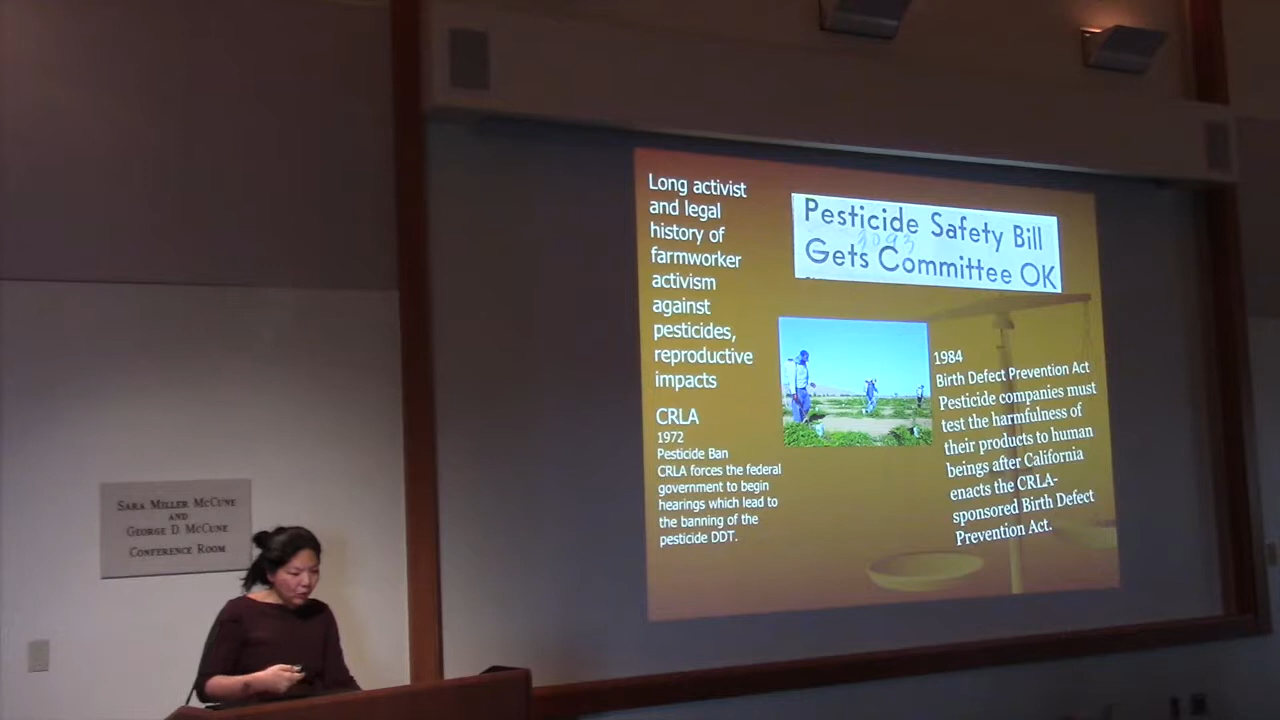 Long activist
and legal
history of
farmworker
activism
against
pesticides,
reproductive
impacts
CRLA
1972
Pesticide Ban
CRLA forces the federal
government to begin
hearings which lead to
the banning of the
pesticide DDT.
Pesticide Safety Bill
3093
Gets Committee OK
1984
Birth Defect Prevention Act
Pesticide companies must
test the harmfulness of
their products to human
beings after California
enacts the CRLA-
sponsored Birth Defect
Prevention Act.
SARA MILLER MCCUNE
AND
GEORGE D. MCCUNE
CONFERENCE ROOM